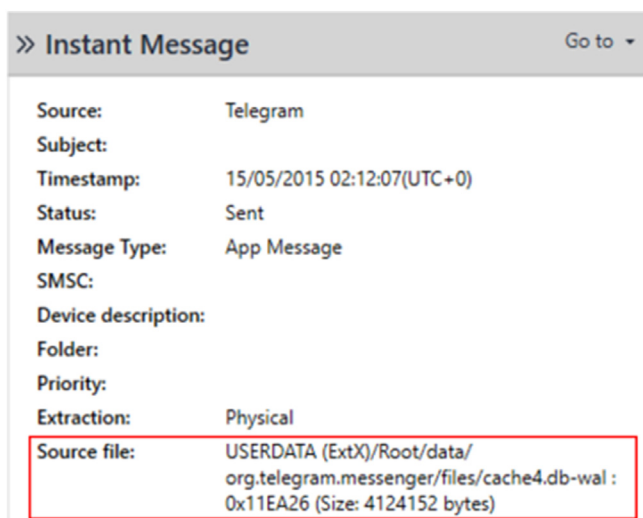 » Instant Message Go to
Source: Telegram
Subject:
Timestamp: 15/05/2015 02:12:07(UTC+0)
Status: Sent
Message Type: App Message
SMSC:
Device description:
Folder:
Priority:
Extraction: Physical
Source file: USERDATA (ExtX)/Root/data/
org.telegram.messenger/files/cache4.db-wal :
0x11EA26 (Size: 4124152 bytes)